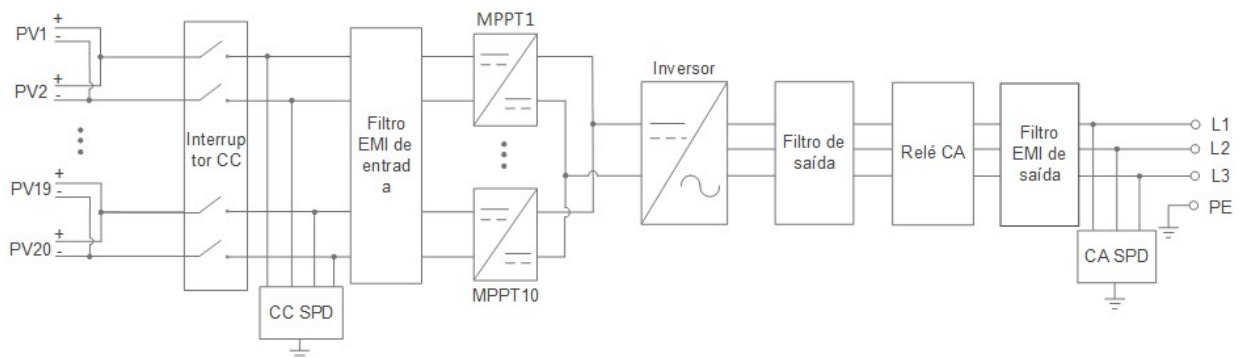 PV1
+
-
PV2
+
-
PV19
+
-
PV20
+
-
Interrup
tor CC
CC SPD
Filtro
EMI de
entrad
a
MPPT1
MPPT10
Inversor
Filtro de
saída
Relé CA
Filtro
EMI de
saída
L1
L2
L3
PE
CA SPD